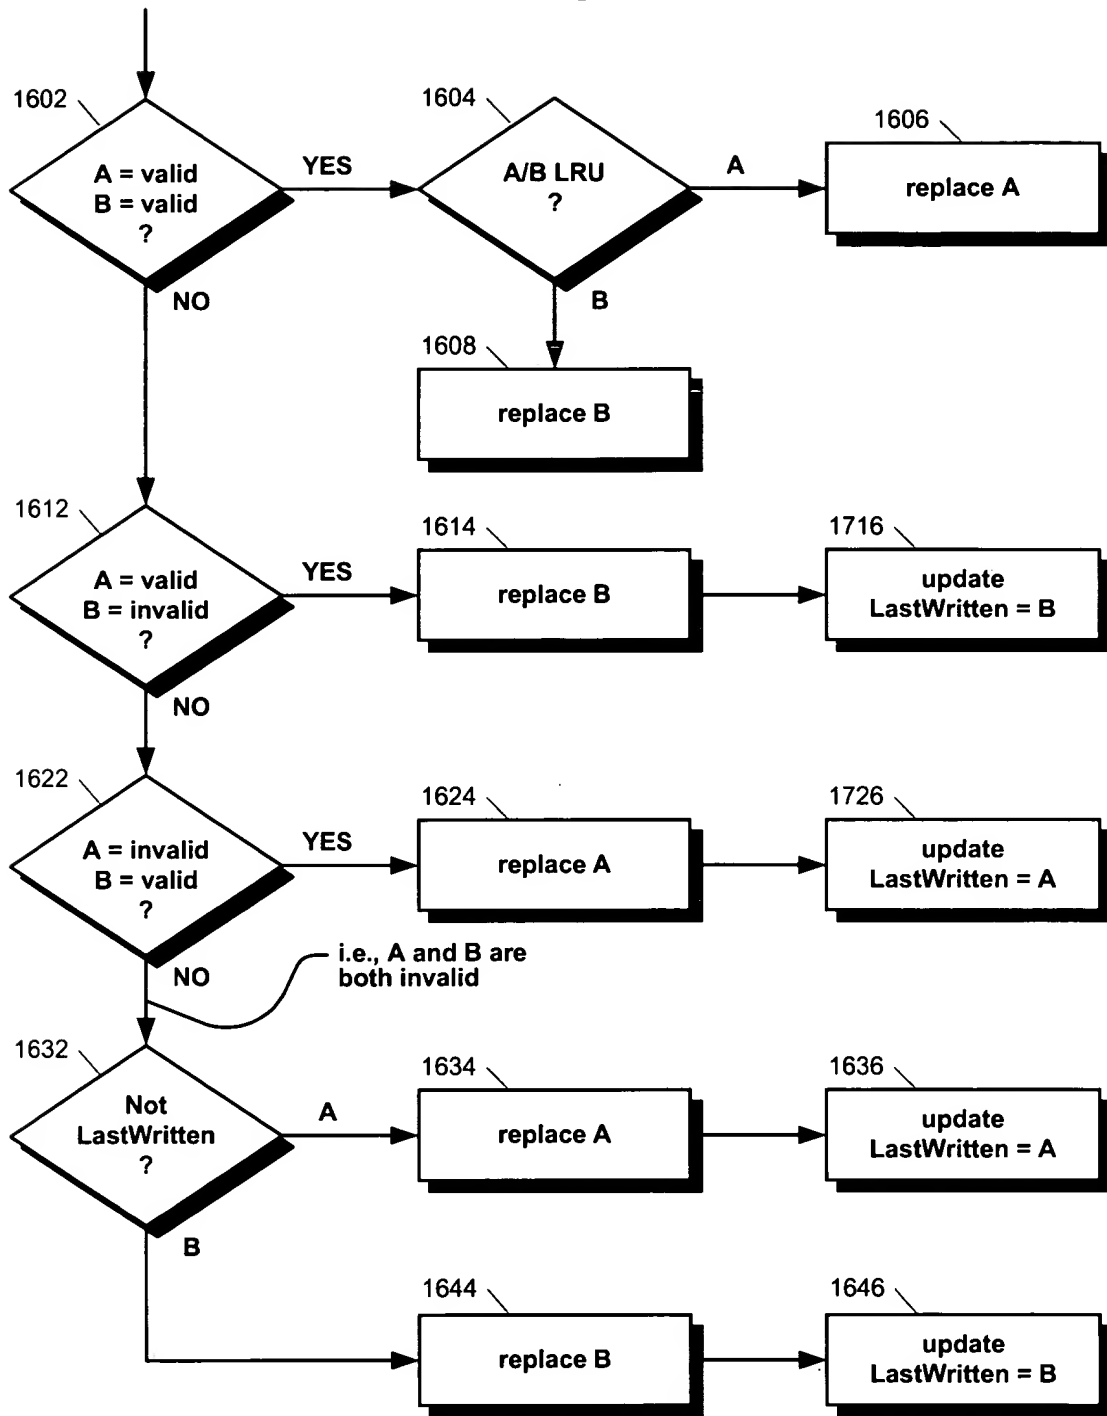 1602
A = valid
B = valid
?
YES
NO
1604
A/B LRU
?
A
B
1606
replace A
1608
replace B
1612
A = valid
B = invalid
?
YES
NO
1614
replace B
1716
update
LastWritten = B
1622
A = invalid
B = valid
?
YES
NO
1624
replace A
1726
update
LastWritten = A
i.e., A and B are
both invalid
1632
Not
LastWritten
?
A
B
1634
replace A
1636
update
LastWritten = A
1644
replace B
1646
update
LastWritten = B